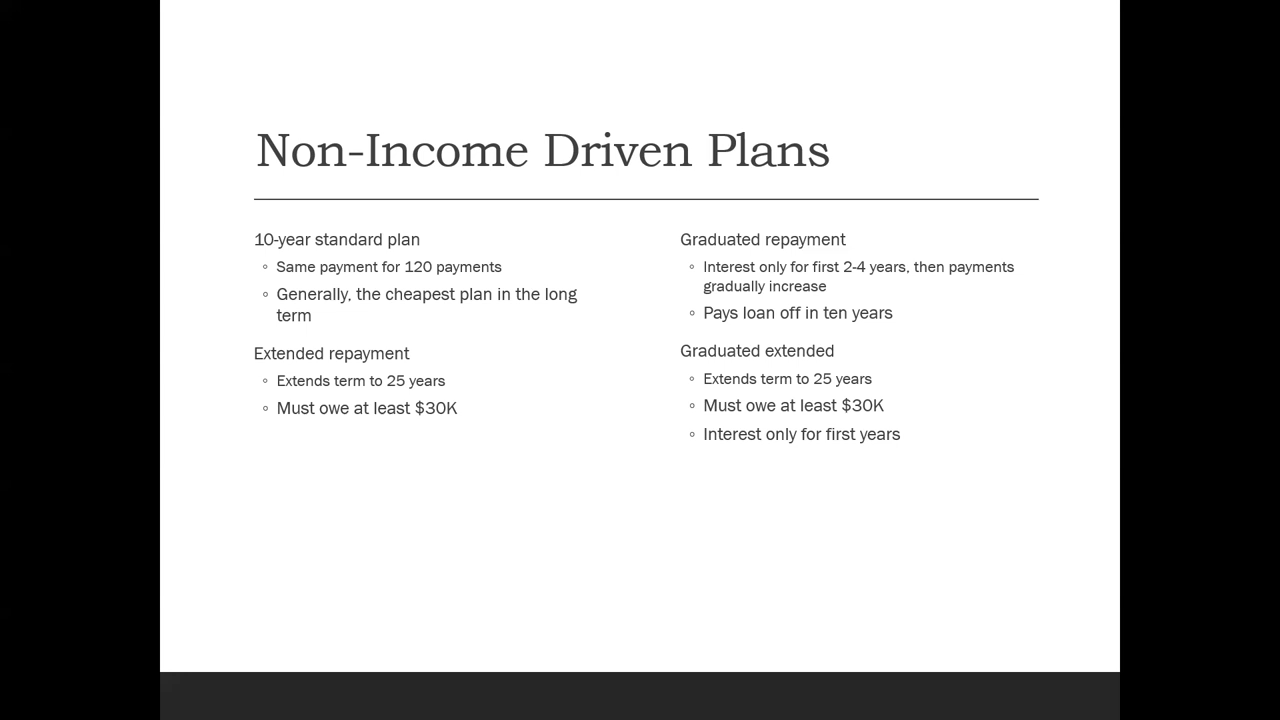 Non-Income Driven Plans
10-year standard plan
◦ Same payment for 120 payments
◦ Generally, the cheapest plan in the long
term
Extended repayment
◦ Extends term to 25 years
◦ Must owe at least $30K
Graduated repayment
◦ Interest only for first 2-4 years, then payments
gradually increase
◦ Pays loan off in ten years
Graduated extended
◦ Extends term to 25 years
◦ Must owe at least $30K
◦ Interest only for first years